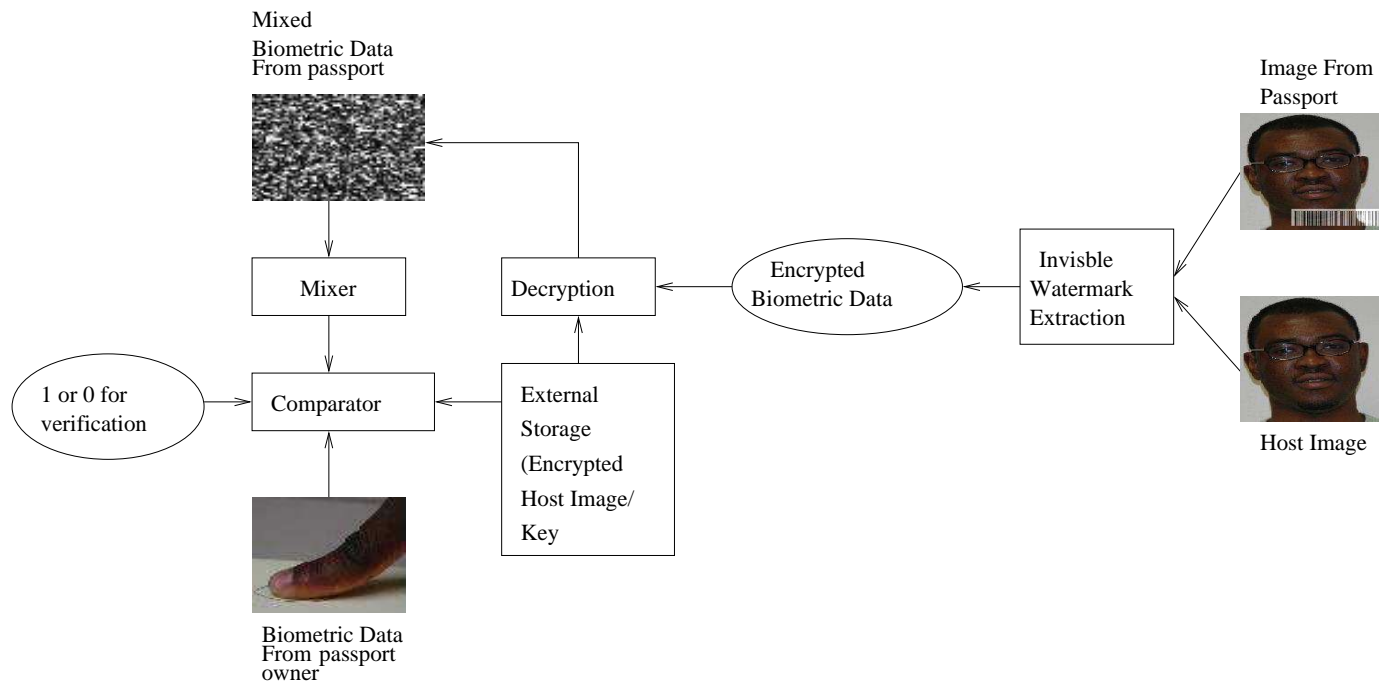 Mixed
Biometric Data
From passport
Image From
Passport
Mixer
Decryption
Encrypted
Biometric Data
Invisble
Watermark
Extraction
1 or 0 for
verification
Comparator
External
Storage
(Encrypted
Host Image/
Key
Host Image
Biometric Data
From passport
owner